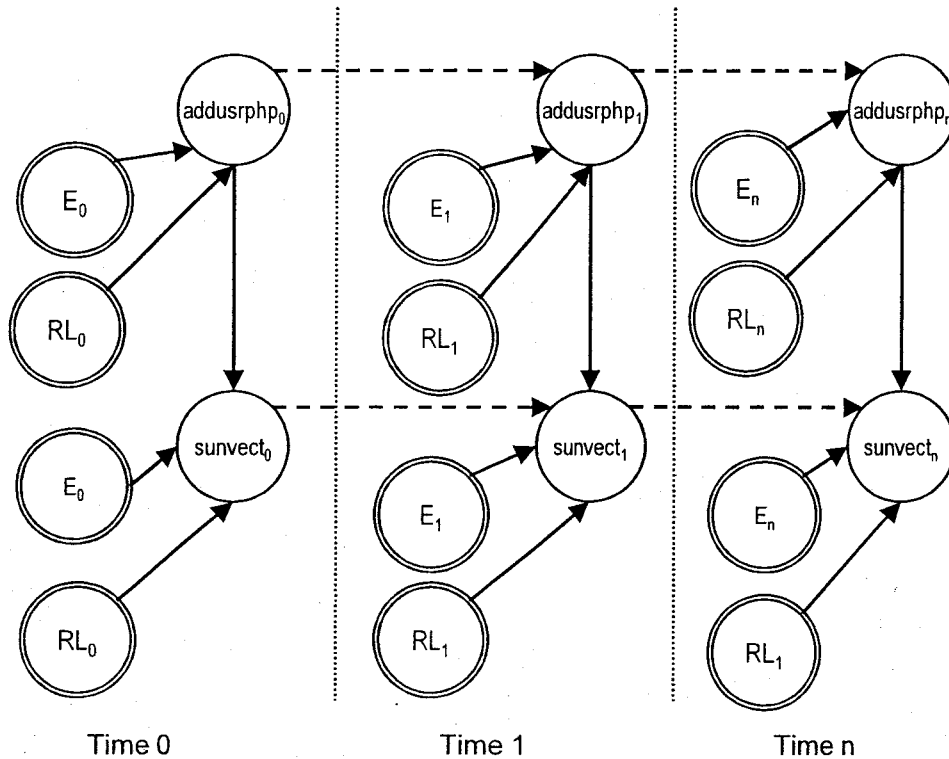 addusrphp₀
addusrphp₁
addusrphpₙ
E₀
E₁
Eₙ
RL₀
RL₁
RLₙ
sunvect₀
sunvect₁
sunvectₙ
E₀
E₁
Eₙ
RL₀
RL₁
RL₁
Time 0
Time 1
Time n